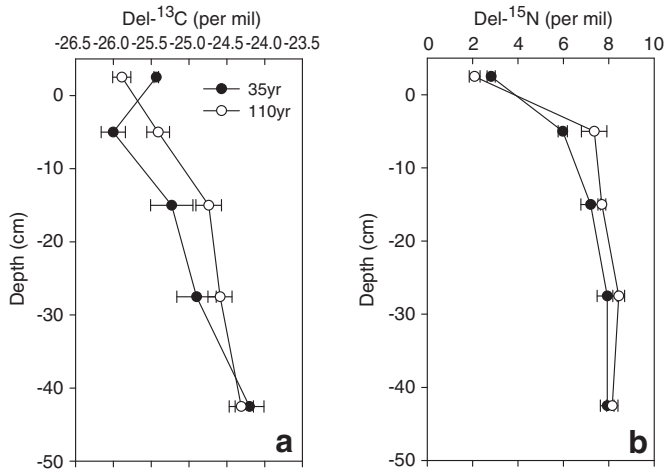 Del-¹³C (per mil)
-26.5-26.0-25.5-25.0-24.5-24.0-23.5
0
-10
-20
-30
-40
-50
Depth (cm)
35yr
110yr
a
Del-¹⁵N (per mil)
0 2 4 6 8 10
0
-10
-20
-30
-40
-50
Depth (cm)
b